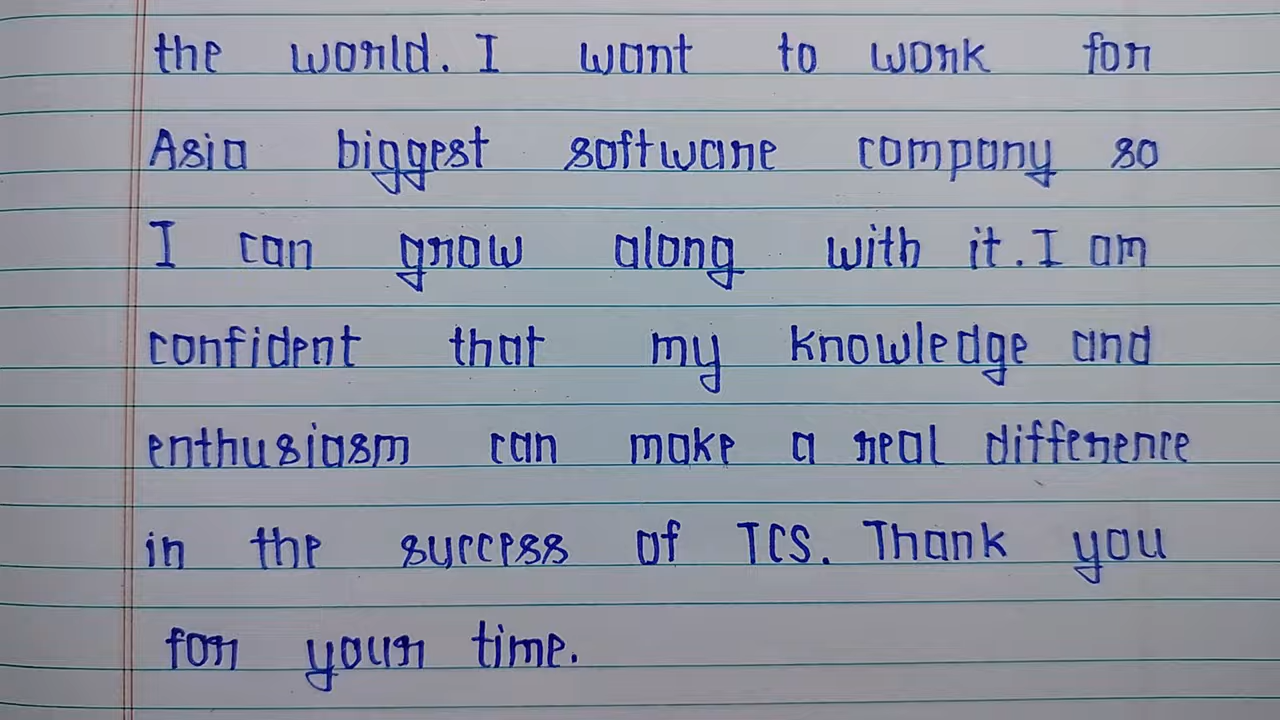 the world. I want to work for
Asia biggest software company so
I can grow along with it. I am
confident that my knowledge and
enthusiasm can make a real difference
in the success of TCS. Thank you
for your time.